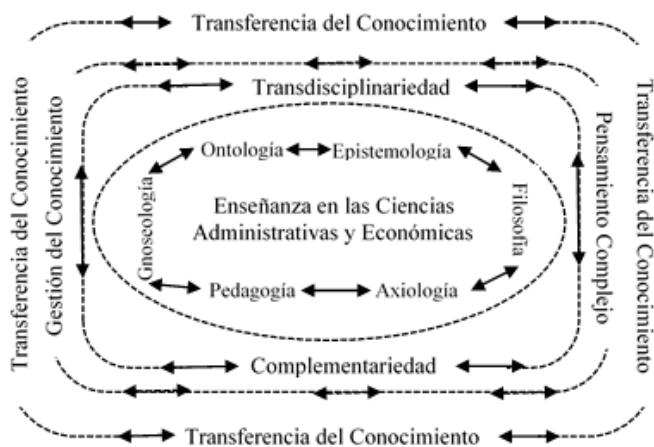 Transferencia del Conocimiento
Transdisciplinariedad
Transferencia del Conocimiento
Gestión del Conocimiento
Gnoseología
Ontología
Epistemología
Filosofía
Enseñanza en las Ciencias
Administrativas y Económicas
Pedagogía
Axiología
Pensamiento Complejo
Transferencia del Conocimiento
Complementariedad
Transferencia del Conocimiento